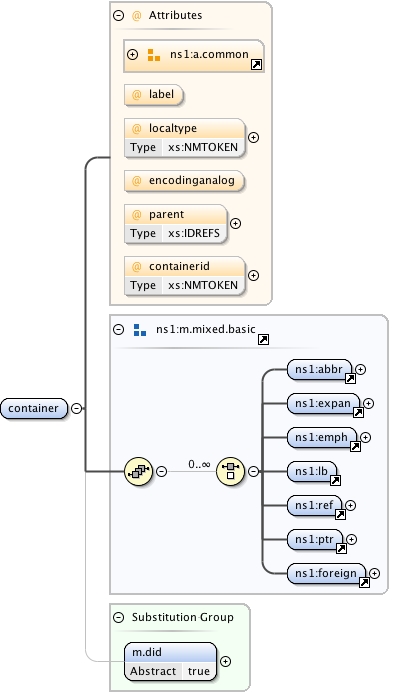 @ Attributes
ns1:a.common
@ label
@ localtype
Type xs:NMTOKEN
@ encodinganalog
@ parent
Type xs:IDREFS
@ containerid
Type xs:NMTOKEN
ns1:m.mixed.basic
ns1:abbr
ns1:expan
container
ns1:emph
0..∞
ns1:lb
ns1:ref
ns1:ptr
ns1:foreign
Substitution Group
m.did
Abstract true